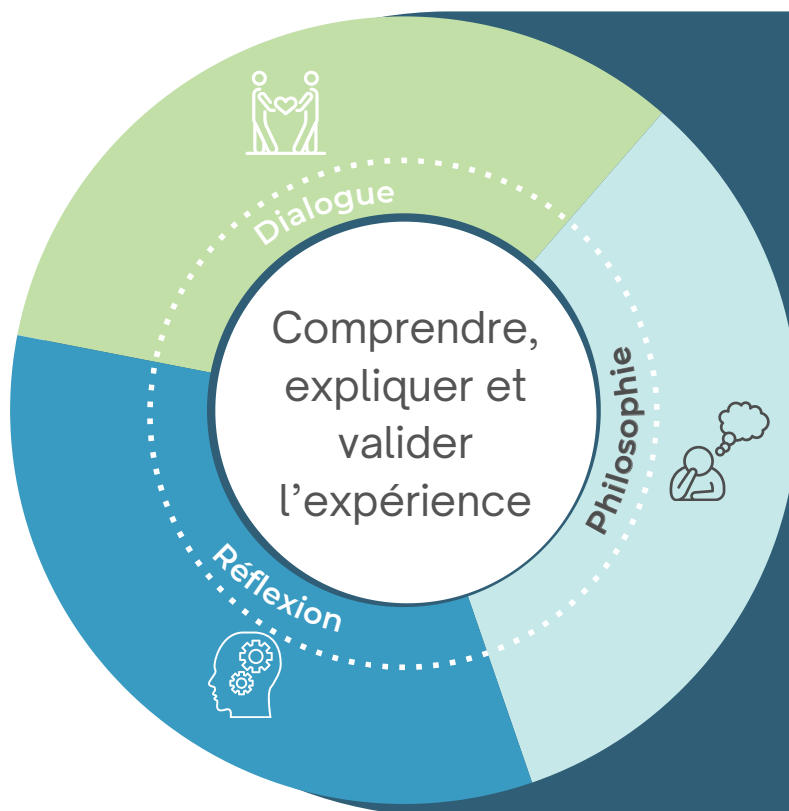 Dialogue
Comprendre,
expliquer et
valider
l'expérience
Philosophie
Réflexion